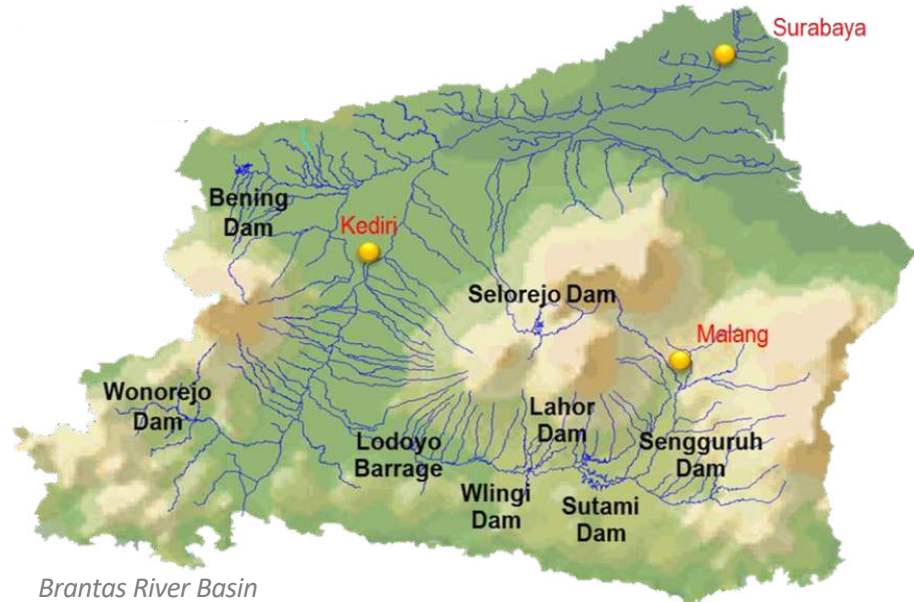 Surabaya
Bening
Dam
Kediri
Selorejo Dam
Malang
Wonorejo
Dam
Lahor
Dam
Lodoyo
Barrage
Sengguruh
Dam
Wlingi
Dam
Sutami
Dam
Brantas River Basin